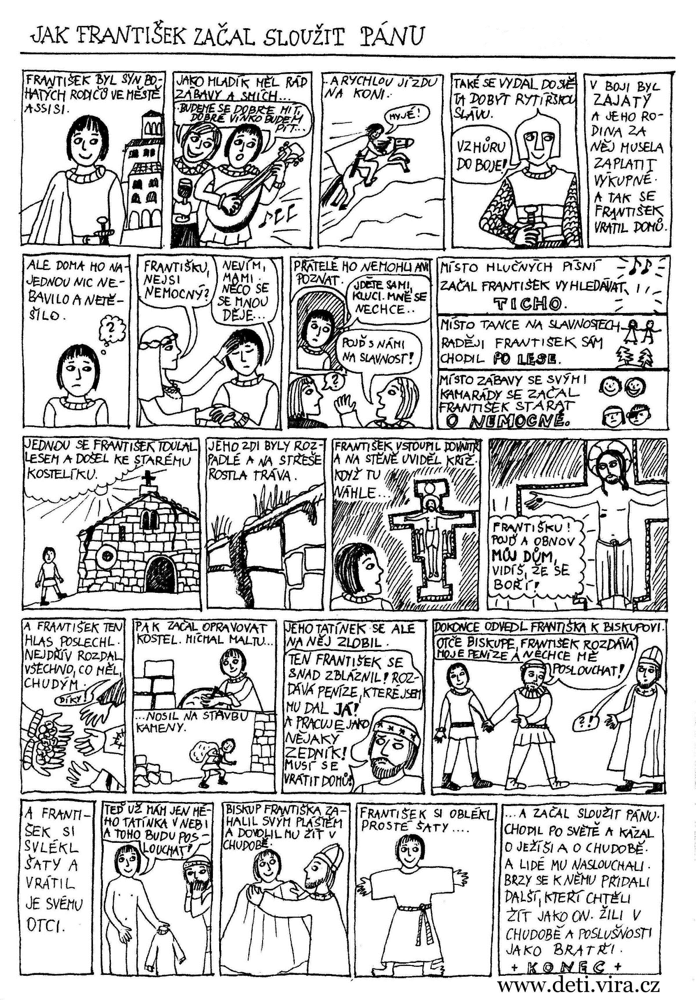 JAK FRANTIŠEK ZAČAL SLOUŽIT PÁNU
FRANTIŠEK BYL SYN BO-
HATÝCH RODIČŮ VE MĚSTĚ
ASSISI.
JAKO MLADÍK MĚL RÁD
ZÁBAVY A SMÍCH...
BUDEME SE DOBŘE MÍT,
DOBRÉ VÍNKO BUDEM
PÍT...
..A RYCHLOU JÍZDU
NA KONI.
HYJÉ!
TAKÉ SE VYDAL DO SVĚ
TA DOBÝT RYTÍŘSKOU
SLÁVU.
VZHŮRU
DO BOJE!
V BOJI BYL
ZAJATÝ
A JEHO RO-
DINA ZA
NĚJ MUSELA
ZAPLATIT
VÝKUPNÉ.
A TAK SE
FRANTIŠEK
VRÁTIL DOMŮ.
ALE DOMA HO NA-
JEDNOU NIC NE-
BAVILO A NETĚ-
ŠILO.
?
FRANTIŠKU,
NEJSI
NEMOCNÝ?
NEVÍM,
MAMI.
NĚCO SE
SE MNOU
DĚJE...
PŘÁTELÉ HO NEMOHLI ANI
POZNAT.
JDĚTE SAMI,
KLUCI. MNĚ SE
NECHCE..
POJĎ S NÁMI
NA SLAVNOST!
?
MÍSTO HLUČNÝCH PÍSNÍ
ZAČAL FRANTIŠEK VYHLEDÁVAT
TICHO.
MÍSTO TANCE NA SLAVNOSTECH
RADĚJI FRANTIŠEK SÁM
CHODIL PO LESE.
MÍSTO ZÁBAVY SE SVÝMI
KAMARÁDY SE ZAČAL
FRANTIŠEK STARAT
O NEMOCNÉ.
JEDNOU SE FRANTIŠEK TOULAL
LESEM A DOŠEL KE STARÉMU
KOSTELÍKU.
JEHO ZDI BYLY ROZ-
PADLÉ A NA STŘEŠE
ROSTLA TRÁVA.
FRANTIŠEK VSTOUPIL DOVNITŘ
A NA STĚNĚ UVIDĚL KŘÍŽ.
KDYŽ TU
NÁHLE...
FRANTIŠKU!
POJĎ A OBNOV
MŮJ DŮM,
VIDÍŠ, ŽE SE
BOŘÍ!
A FRANTIŠEK TEN
HLAS POSLECHL.
NEJDŘÍV ROZDAL
VŠECHNO, CO MĚL,
CHUDÝM.
DÍKY!
PAK ZAČAL OPRAVOVAT
KOSTEL. MÍCHAL MALTU...
...NOSIL NA STAVBU
KAMENY.
JEHO TATÍNEK SE ALE
NA NĚJ ZLOBIL.
TEN FRANTIŠEK SE
SNAD ZBLÁZNIL! ROZ-
DÁVÁ PENÍZE, KTERÉ JSEM
MU DAL JÁ!
A PRACUJE JAKO
NĚJAKÝ
ZEDNÍK!
MUSÍ SE
VRÁTIT DOMŮ!
DOKONCE ODVEDL FRANTIŠKA K BISKUPOVI.
OTČE BISKUPE, FRANTIŠEK ROZDÁVÁ
MOJE PENÍZE A NECHCE MĚ
POSLOUCHAT!
?!
A FRANTI-
ŠEK SI
SVLÉKL
ŠATY A
VRÁTIL
JE SVÉMU
OTCI.
TEĎ UŽ MÁM JEN MÉ-
HO TATÍNKA V NEBI
A TOHO BUDU POS-
LOUCHAT!
BISKUP FRANTIŠKA ZA-
HALIL SVÝM PLÁŠTĚM
A DOVOLIL MU ŽÍT V
CHUDOBĚ.
FRANTIŠEK SI OBLÉKL
PROSTÉ ŠATY....
...A ZAČAL SLOUŽIT PÁNU.
CHODIL PO SVĚTĚ A KÁZAL
O JEŽÍŠI A O CHUDOBĚ.
A LIDÉ MU NASLOUCHALI.
BRZY SE K NĚMU PŘIDALI
DALŠÍ, KTEŘÍ CHTĚLI
ŽÍT JAKO ON. ŽILI V
CHUDOBĚ A POSLUŠNOSTI
JAKO BRATŘI.
+ KONEC +
www.deti.vira.cz